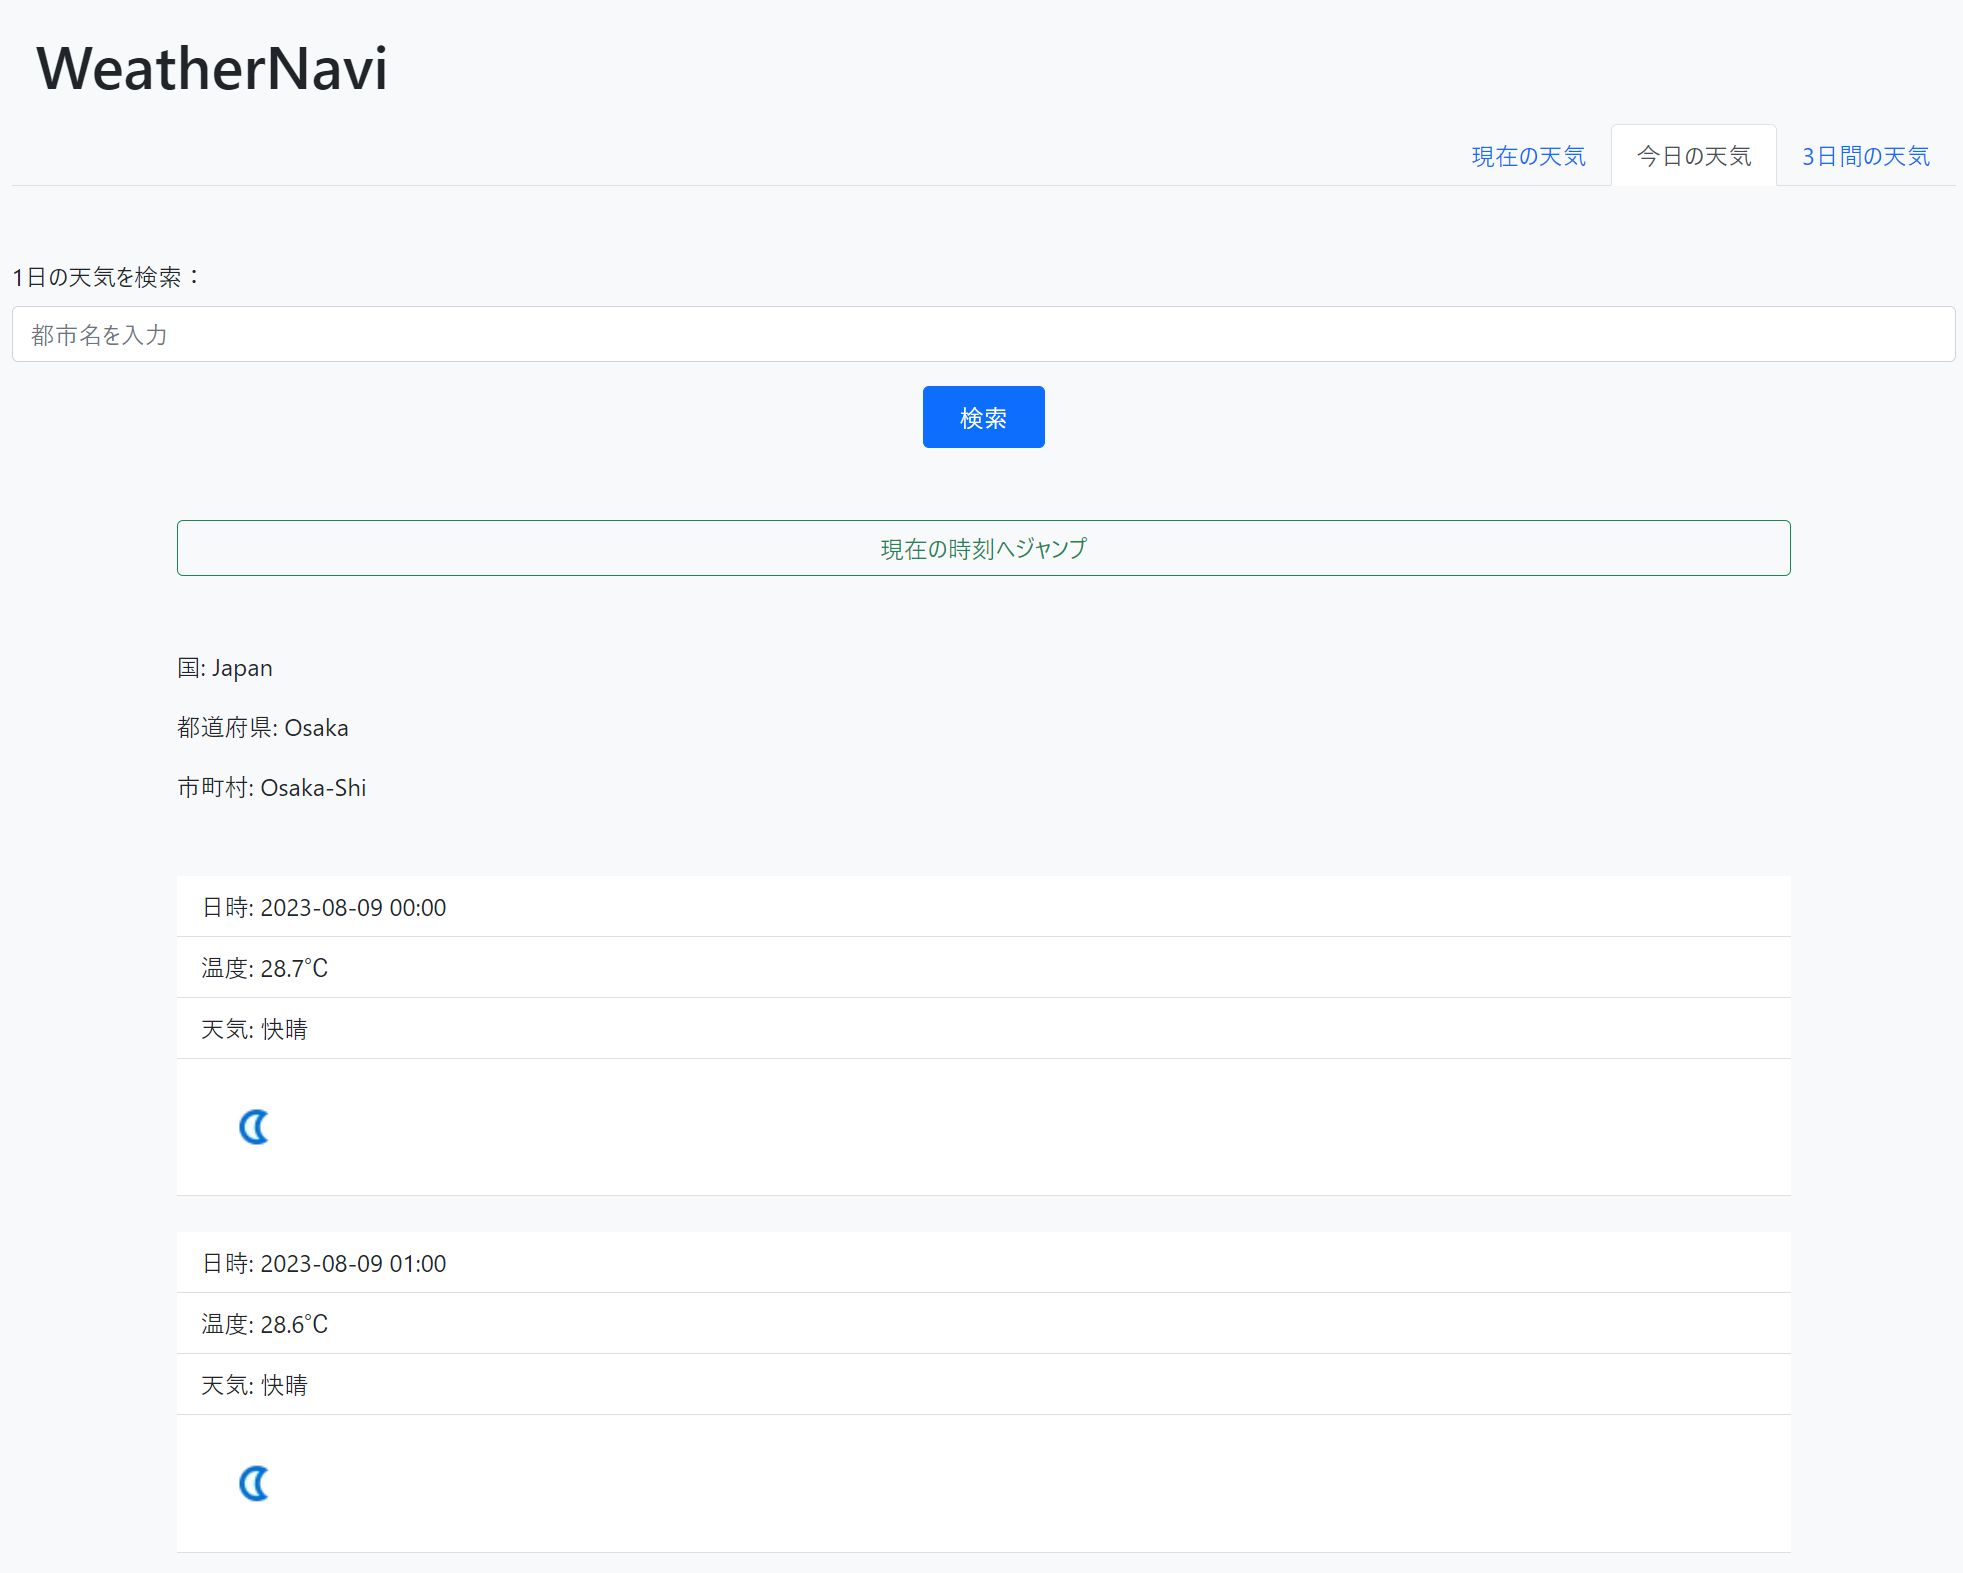 WeatherNavi
現在の天気
今日の天気
3日間の天気
1日の天気を検索：
都市名を入力
検索
現在の時刻へジャンプ
国: Japan
都道府県: Osaka
市町村: Osaka-Shi
日時: 2023-08-09 00:00
温度: 28.7℃
天気: 快晴
日時: 2023-08-09 01:00
温度: 28.6℃
天気: 快晴